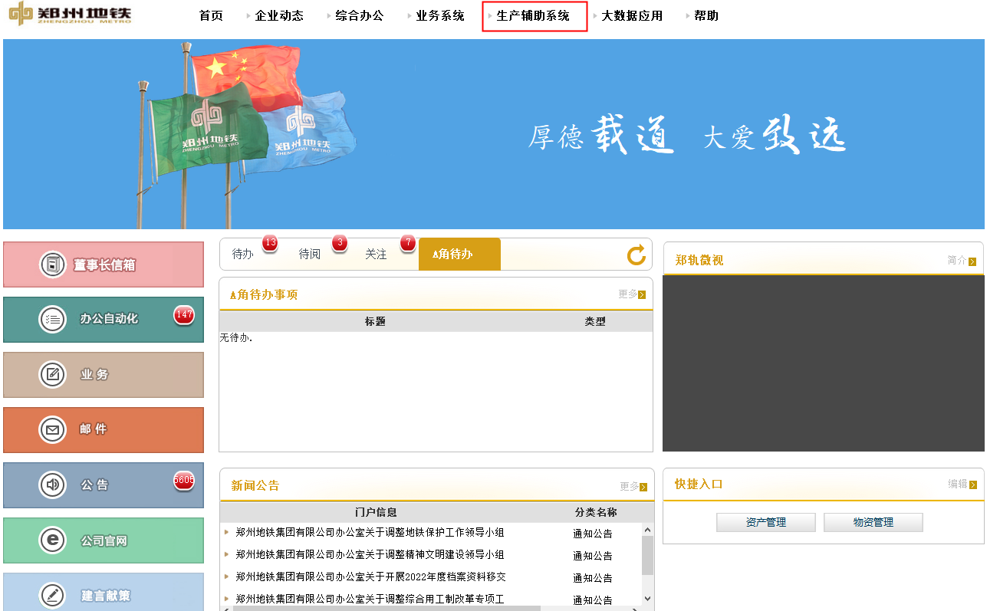 郑州地铁
ZHENGZHOU METRO
首页 企业动态 综合办公 业务系统 生产辅助系统 大数据应用 帮助
郑州地铁
ZHENGZHOU METRO
郑州地铁
ZHENGZHOU METRO
厚德载道 大爱致远
董事长信箱
办公自动化 147
业务
邮件
公告 5605
公司官网
建言献策
待办 13 待阅 3 关注 7 A角待办
A角待办事项 更多
标题 类型
无待办.
郑轨微视 简介
新闻公告 更多
门户信息 分类名称
郑州地铁集团有限公司办公室关于调整地铁保护工作领导小组 通知公告
郑州地铁集团有限公司办公室关于调整精神文明建设领导小组 通知公告
郑州地铁集团有限公司办公室关于开展2022年度档案资料移交 通知公告
郑州地铁集团有限公司办公室关于调整综合用工制改革专项工 通知公告
快捷入口 编辑
资产管理 物资管理